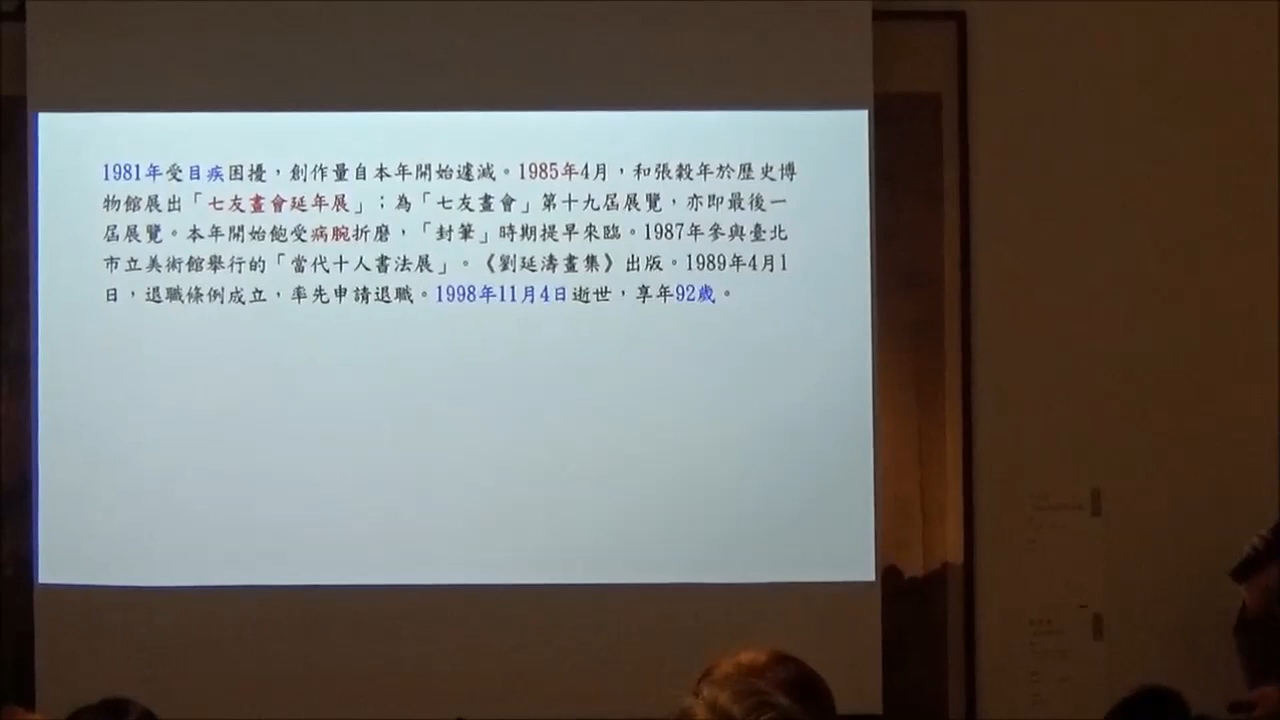 1981年受目疾困擾，創作量自本年開始遽減。1985年4月，和張穀年於歷史博
物館展出「七友畫會延年展」；為「七友畫會」第十九屆展覽，亦即最後一
屆展覽。本年開始飽受病腕折磨，「封筆」時期提早來臨。1987年參與臺北
市立美術館舉行的「當代十人書法展」。《劉延濤畫集》出版。1989年4月1
日，退職條例成立，率先申請退職。1998年11月4日逝世，享年92歲。